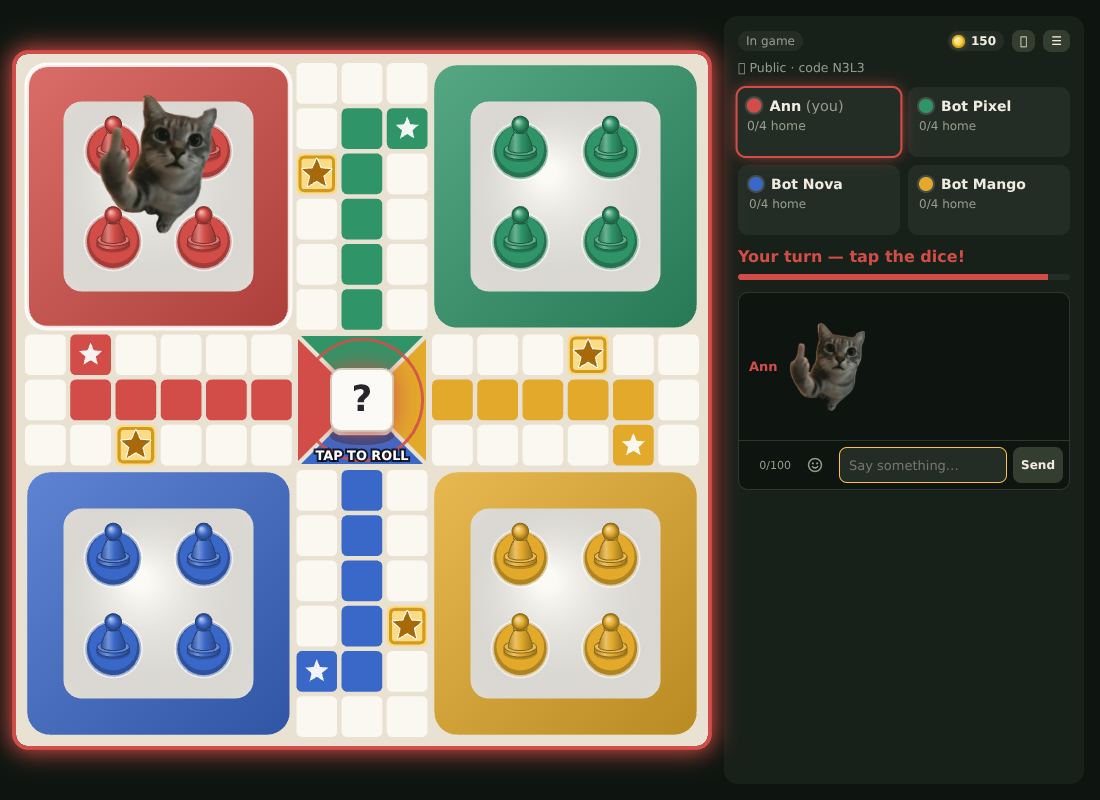 In game
150
Public · code N3L3
Ann (you)
0/4 home
Bot Pixel
0/4 home
Bot Nova
0/4 home
Bot Mango
0/4 home
Your turn — tap the dice!
?
TAP TO ROLL
Ann
0/100
Say something...
Send